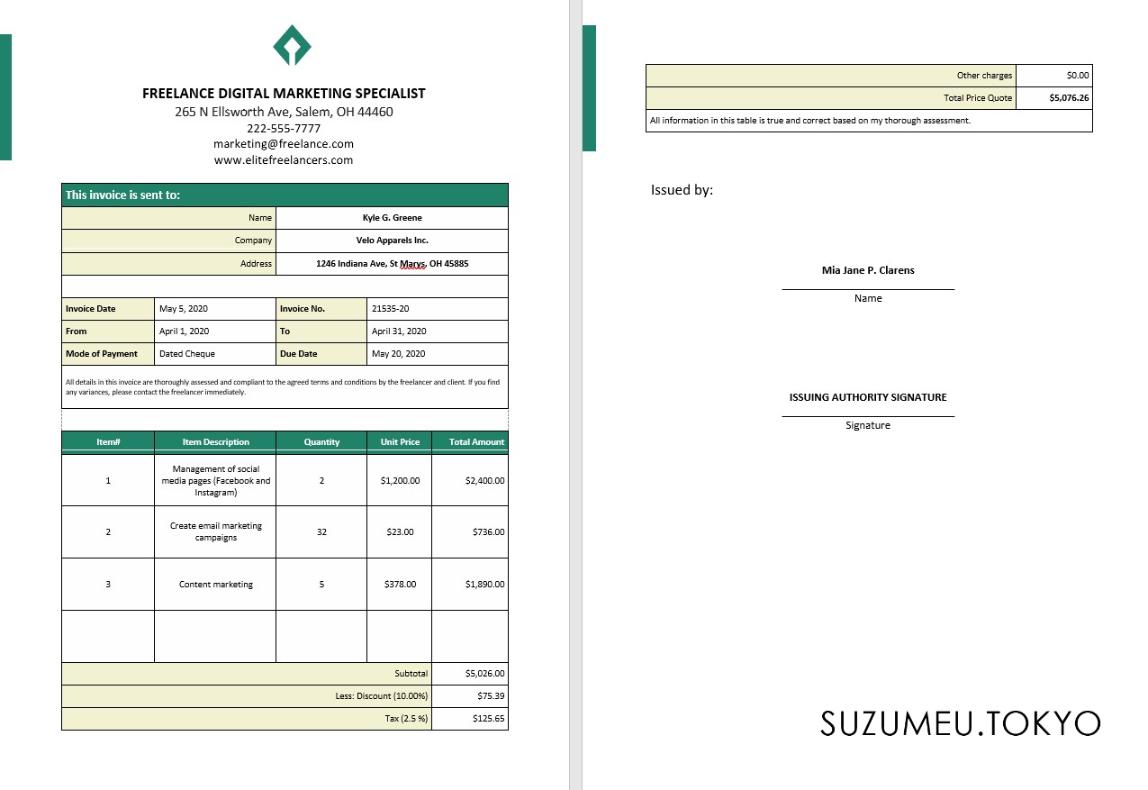 FREELANCE DIGITAL MARKETING SPECIALIST
265 N Ellsworth Ave, Salem, OH 44460
222-555-7777
marketing@freelance.com
www.elitefreelancers.com
This invoice is sent to:
Name Kyle G. Greene
Company Velo Apparels Inc.
Address 1246 Indiana Ave, St Marys, OH 45885
Invoice Date May 5, 2020 Invoice No. 21535-20
From April 1, 2020 To April 31, 2020
Mode of Payment Dated Cheque Due Date May 20, 2020
All details in this invoice are thoroughly assessed and compliant to the agreed terms and conditions by the freelancer and client. If you find
any variances, please contact the freelancer immediately.
Item# Item Description Quantity Unit Price Total Amount
Management of social
1 media pages (Facebook and 2 $1,200.00 $2,400.00
Instagram)
Create email marketing
2 32 $23.00 $736.00
campaigns
3 Content marketing 5 $378.00 $1,890.00
Subtotal $5,026.00
Less: Discount (10.00%) $75.39
Tax (2.5 %) $125.65
Other charges $0.00
Total Price Quote $5,076.26
All information in this table is true and correct based on my thorough assessment.
Issued by:
Mia Jane P. Clarens
Name
ISSUING AUTHORITY SIGNATURE
Signature
SUZUMEU.TOKYO